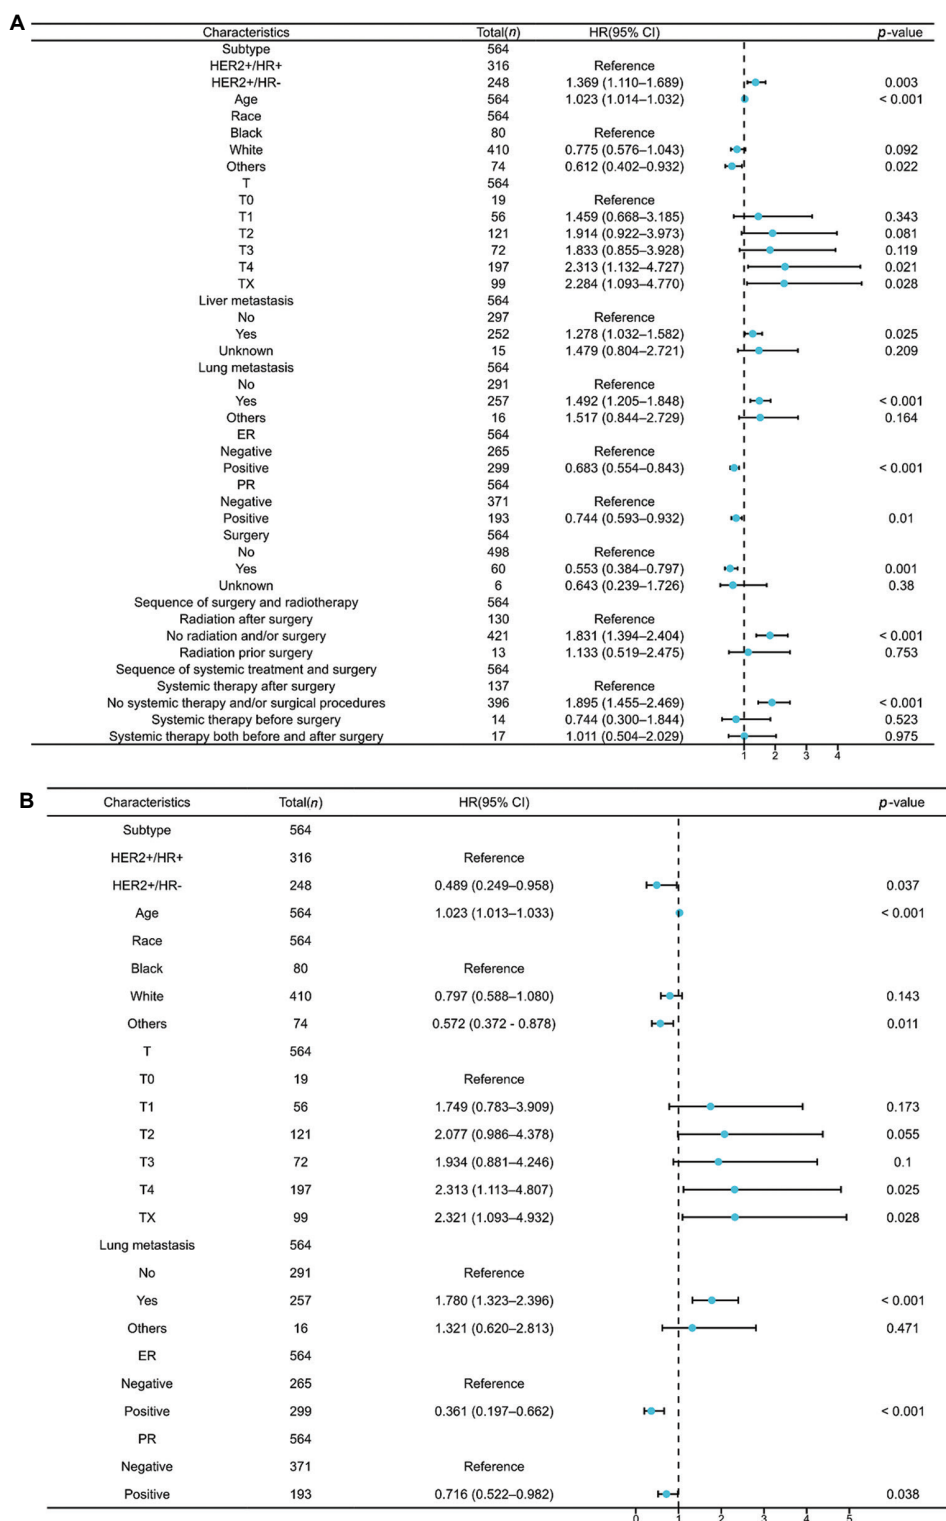 A
Characteristics Total(n) HR(95% CI) p-value
Subtype 564
HER2+/HR+ 316 Reference
HER2+/HR- 248 1.369 (1.110–1.689) 0.003
Age 564 1.023 (1.014–1.032) < 0.001
Race 564
Black 80 Reference
White 410 0.775 (0.576–1.043) 0.092
Others 74 0.612 (0.402–0.932) 0.022
T 564
T0 19 Reference
T1 56 1.459 (0.668–3.185) 0.343
T2 121 1.914 (0.922–3.973) 0.081
T3 72 1.833 (0.855–3.928) 0.119
T4 197 2.313 (1.132–4.727) 0.021
TX 99 2.284 (1.093–4.770) 0.028
Liver metastasis 564
No 297 Reference
Yes 252 1.278 (1.032–1.582) 0.025
Unknown 15 1.479 (0.804–2.721) 0.209
Lung metastasis 564
No 291 Reference
Yes 257 1.492 (1.205–1.848) < 0.001
Others 16 1.517 (0.844–2.729) 0.164
ER 564
Negative 265 Reference
Positive 299 0.683 (0.554–0.843) < 0.001
PR 564
Negative 371 Reference
Positive 193 0.744 (0.593–0.932) 0.01
Surgery 564
No 498 Reference
Yes 60 0.553 (0.384–0.797) 0.001
Unknown 6 0.643 (0.239–1.726) 0.38
Sequence of surgery and radiotherapy 564
Radiation after surgery 130 Reference
No radiation and/or surgery 421 1.831 (1.394–2.404) < 0.001
Radiation prior surgery 13 1.133 (0.519–2.475) 0.753
Sequence of systemic treatment and surgery 564
Systemic therapy after surgery 137 Reference
No systemic therapy and/or surgical procedures 396 1.895 (1.455–2.469) < 0.001
Systemic therapy before surgery 14 0.744 (0.300–1.844) 0.523
Systemic therapy both before and after surgery 17 1.011 (0.504–2.029) 0.975
1 2 3 4
B
Characteristics Total(n) HR(95% CI) p-value
Subtype 564
HER2+/HR+ 316 Reference
HER2+/HR- 248 0.489 (0.249–0.958) 0.037
Age 564 1.023 (1.013–1.033) < 0.001
Race 564
Black 80 Reference
White 410 0.797 (0.588–1.080) 0.143
Others 74 0.572 (0.372 - 0.878) 0.011
T 564
T0 19 Reference
T1 56 1.749 (0.783–3.909) 0.173
T2 121 2.077 (0.986–4.378) 0.055
T3 72 1.934 (0.881–4.246) 0.1
T4 197 2.313 (1.113–4.807) 0.025
TX 99 2.321 (1.093–4.932) 0.028
Lung metastasis 564
No 291 Reference
Yes 257 1.780 (1.323–2.396) < 0.001
Others 16 1.321 (0.620–2.813) 0.471
ER 564
Negative 265 Reference
Positive 299 0.361 (0.197–0.662) < 0.001
PR 564
Negative 371 Reference
Positive 193 0.716 (0.522–0.982) 0.038
0 1 2 3 4 5